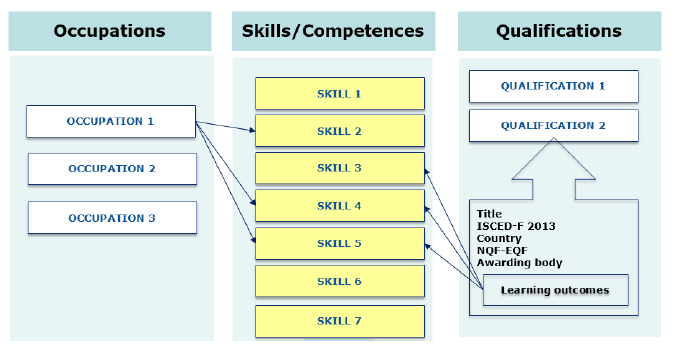 Occupations
Skills/Competences
Qualifications
OCCUPATION 1
OCCUPATION 2
OCCUPATION 3
SKILL 1
SKILL 2
SKILL 3
SKILL 4
SKILL 5
SKILL 6
SKILL 7
QUALIFICATION 1
QUALIFICATION 2
Title
ISCED-F 2013
Country
NQF-EQF
Awarding body
Learning outcomes